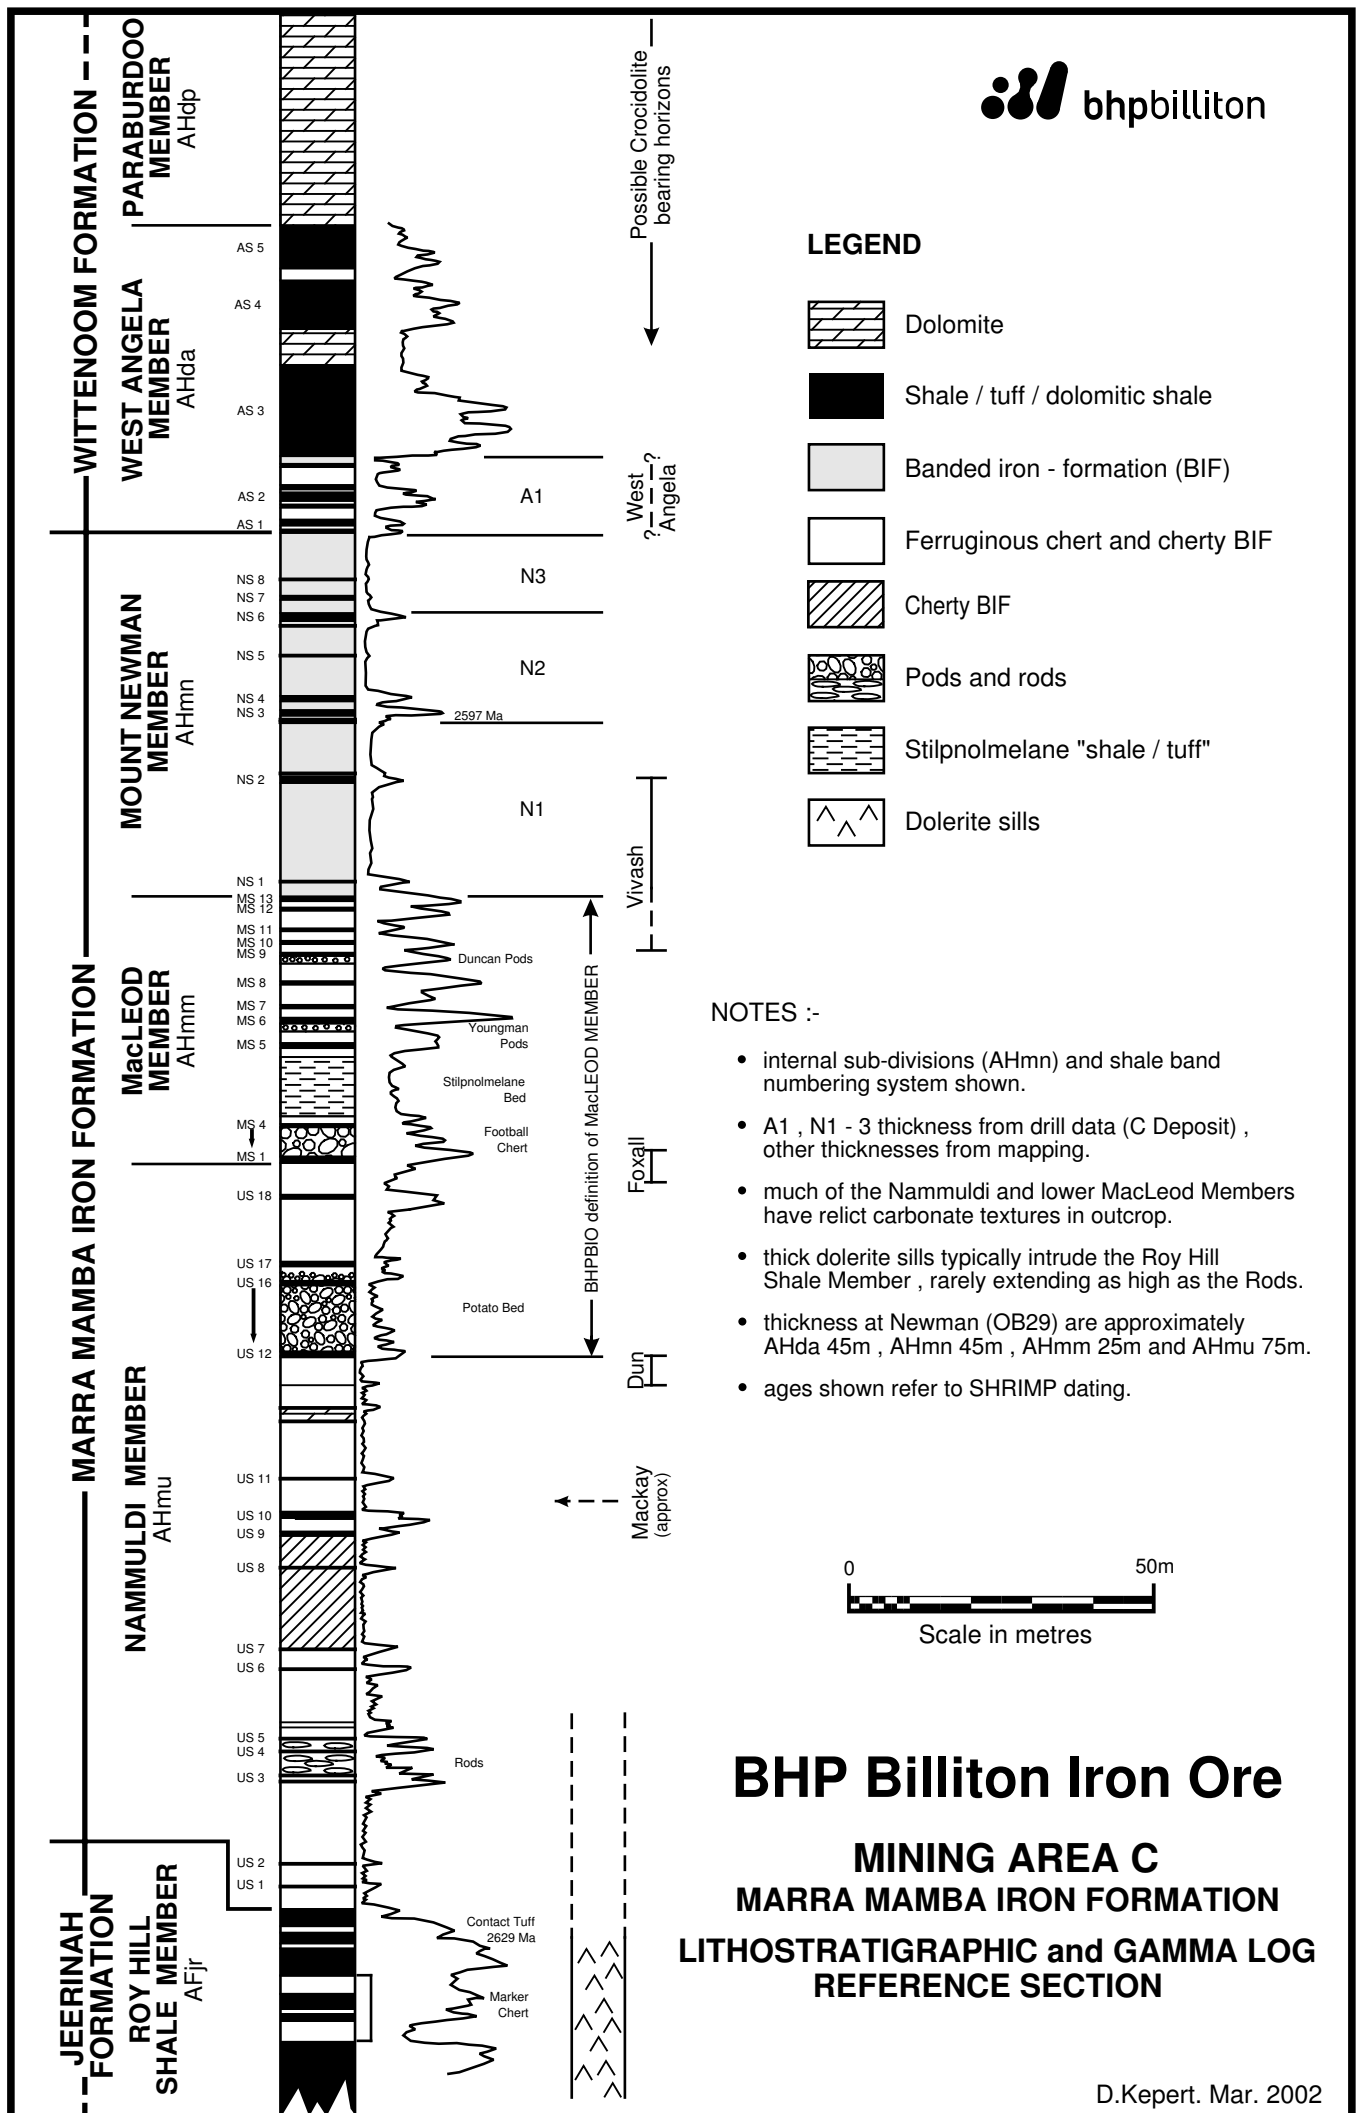 WITTENOOM FORMATION
MARRA MAMBA IRON FORMATION
JEERINAH
FORMATION
PARABURDOO
MEMBER
AHdp
WEST ANGELA
MEMBER
AHda
MOUNT NEWMAN
MEMBER
AHmn
MacLEOD
MEMBER
AHmm
NAMMULDI MEMBER
AHmu
ROY HILL
SHALE MEMBER
AFjr
AS 5
AS 4
AS 3
AS 2
AS 1
NS 8
NS 7
NS 6
NS 5
NS 4
NS 3
NS 2
NS 1
MS 13
MS 12
MS 11
MS 10
MS 9
MS 8
MS 7
MS 6
MS 5
MS 4
MS 1
US 18
US 17
US 16
US 12
US 11
US 10
US 9
US 8
US 7
US 6
US 5
US 4
US 3
US 2
US 1
A1
N3
N2
2597 Ma
N1
Duncan Pods
Youngman
Pods
Stilpnolmelane
Bed
Football
Chert
Potato Bed
Rods
Contact Tuff
2629 Ma
Marker
Chert
BHPBIO definition of MacLEOD MEMBER
Possible Crocidolite
bearing horizons
? West ?
Angela
Vivash
Foxall
Dun
Mackay
(approx)
bhpbilliton
LEGEND
Dolomite
Shale / tuff / dolomitic shale
Banded iron - formation (BIF)
Ferruginous chert and cherty BIF
Cherty BIF
Pods and rods
Stilpnolmelane "shale / tuff"
Dolerite sills
NOTES :-
• internal sub-divisions (AHmn) and shale band
numbering system shown.
• A1 , N1 - 3 thickness from drill data (C Deposit) ,
other thicknesses from mapping.
• much of the Nammuldi and lower MacLeod Members
have relict carbonate textures in outcrop.
• thick dolerite sills typically intrude the Roy Hill
Shale Member , rarely extending as high as the Rods.
• thickness at Newman (OB29) are approximately
AHda 45m , AHmn 45m , AHmm 25m and AHmu 75m.
• ages shown refer to SHRIMP dating.
0 50m
Scale in metres
BHP Billiton Iron Ore
MINING AREA C
MARRA MAMBA IRON FORMATION
LITHOSTRATIGRAPHIC and GAMMA LOG
REFERENCE SECTION
D.Kepert. Mar. 2002